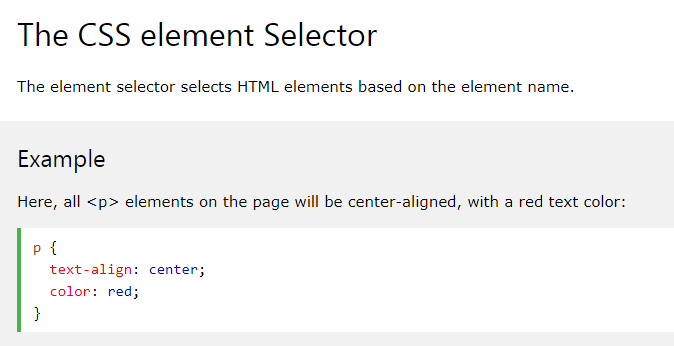 The CSS element Selector
The element selector selects HTML elements based on the element name.
Example
Here, all <p> elements on the page will be center-aligned, with a red text color:
p {
  text-align: center;
  color: red;
}